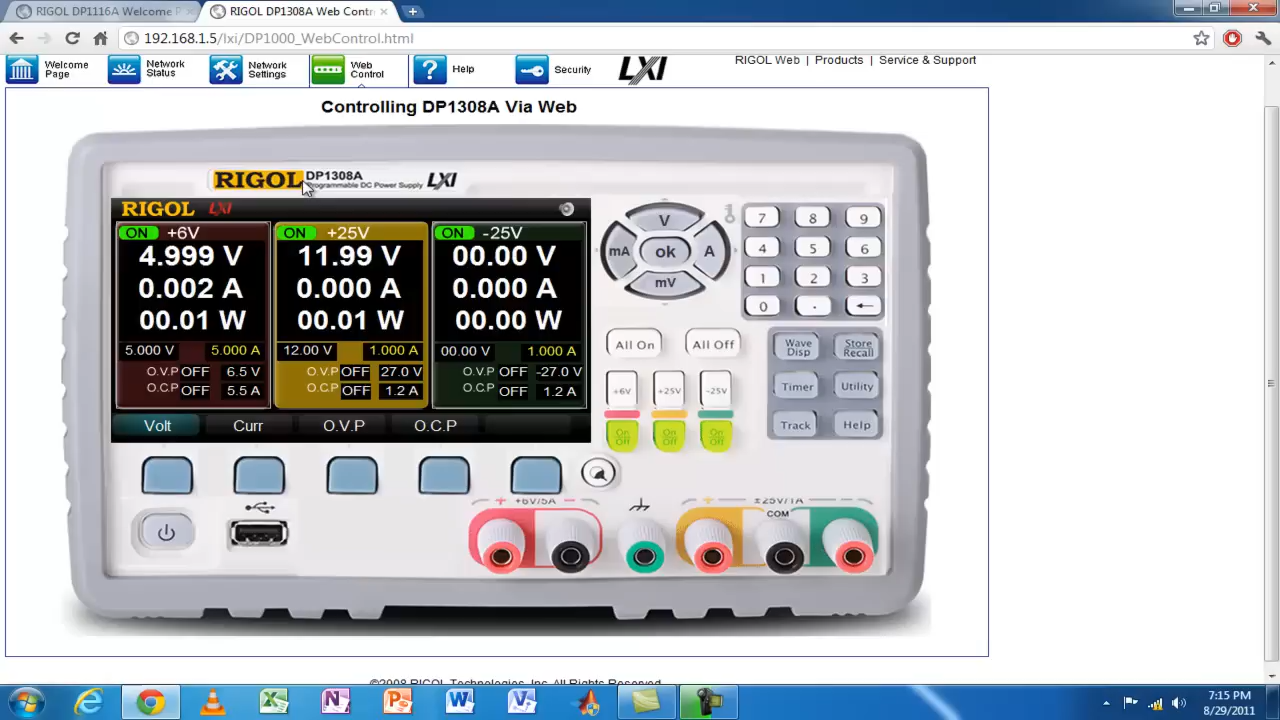 RIGOL DP1116A Welcome P
RIGOL DP1308A Web Contro
192.168.1.5/lxi/DP1000_WebControl.html
Welcome Page
Network Status
Network Settings
Web Control
Help
Security
LXI
RIGOL Web | Products | Service & Support
Controlling DP1308A Via Web
RIGOL DP1308A
Programmable DC Power Supply
LXI
RIGOL LXI
ON +6V ON +25V ON -25V
4.999 V 11.99 V 00.00 V
0.002 A 0.000 A 0.000 A
00.01 W 00.01 W 00.00 W
5.000 V 5.000 A 12.00 V 1.000 A 00.00 V 1.000 A
O.V.P OFF 6.5 V O.V.P OFF 27.0 V O.V.P OFF -27.0 V
O.C.P OFF 5.5 A O.C.P OFF 1.2 A O.C.P OFF 1.2 A
Volt Curr O.V.P O.C.P
V
mA ok A
mV
7 8 9
4 5 6
1 2 3
0 . ←
All On All Off
Wave Disp
Store Recall
Timer Utility
Track Help
+6V +25V -25V
On Off On Off On Off
+ +6V/5A -
+ ±25V/1A -
COM
©2008 RIGOL Technologies, Inc. All Rights Reserved.
7:15 PM
8/29/2011